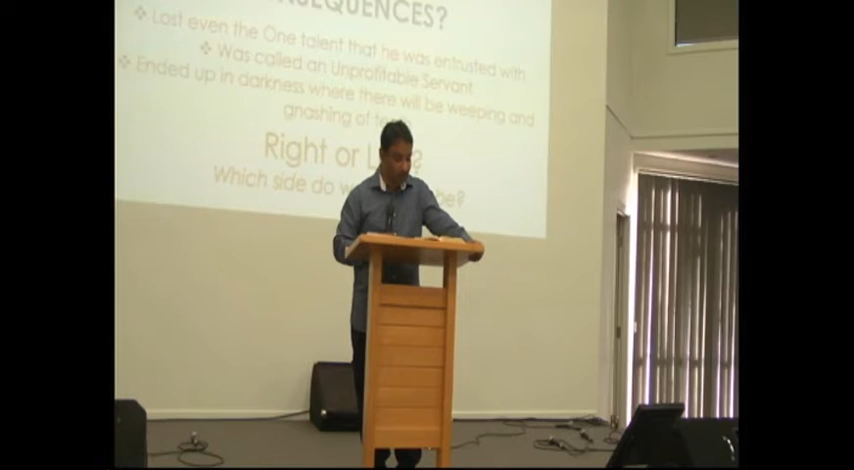 SEQUENCES?
❖ Lost even the One talent that he was entrusted with
❖ Was called an Unprofitable Servant
❖ Ended up in darkness where there will be weeping and
gnashing of
Right or L ?
Which side do be?